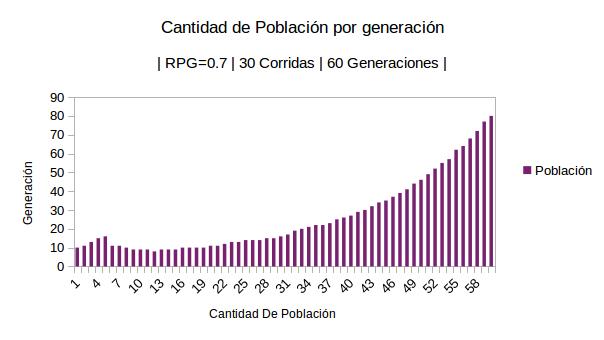 Cantidad de Población por generación
| RPG=0.7 | 30 Corridas | 60 Generaciones |
90
80
70
60
50
40
30
20
10
0
Generación
1 4 7 10 13 16 19 22 25 28 31 34 37 40 43 46 49 52 55 58
Cantidad De Población
Población